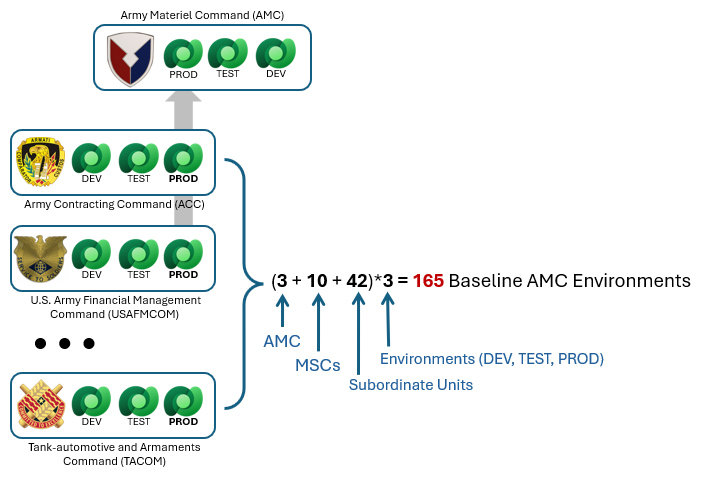 Army Materiel Command (AMC)
PROD TEST DEV
DEV TEST PROD
Army Contracting Command (ACC)
DEV TEST PROD
U.S. Army Financial Management
Command (USAFMCOM)
(3 + 10 + 42)*3 = 165 Baseline AMC Environments
AMC
MSCs
Environments (DEV, TEST, PROD)
Subordinate Units
DEV TEST PROD
Tank-automotive and Armaments
Command (TACOM)